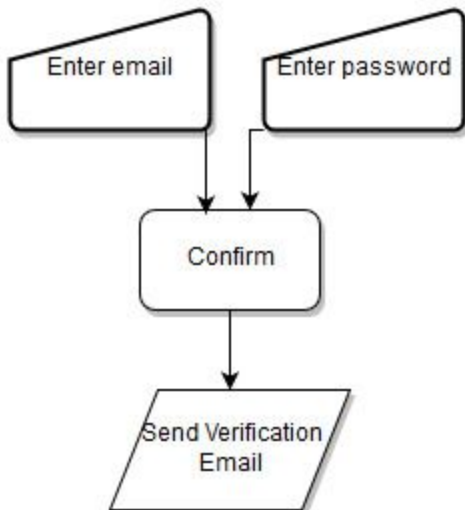 Enter email
Enter password
Confirm
Send Verification
Email